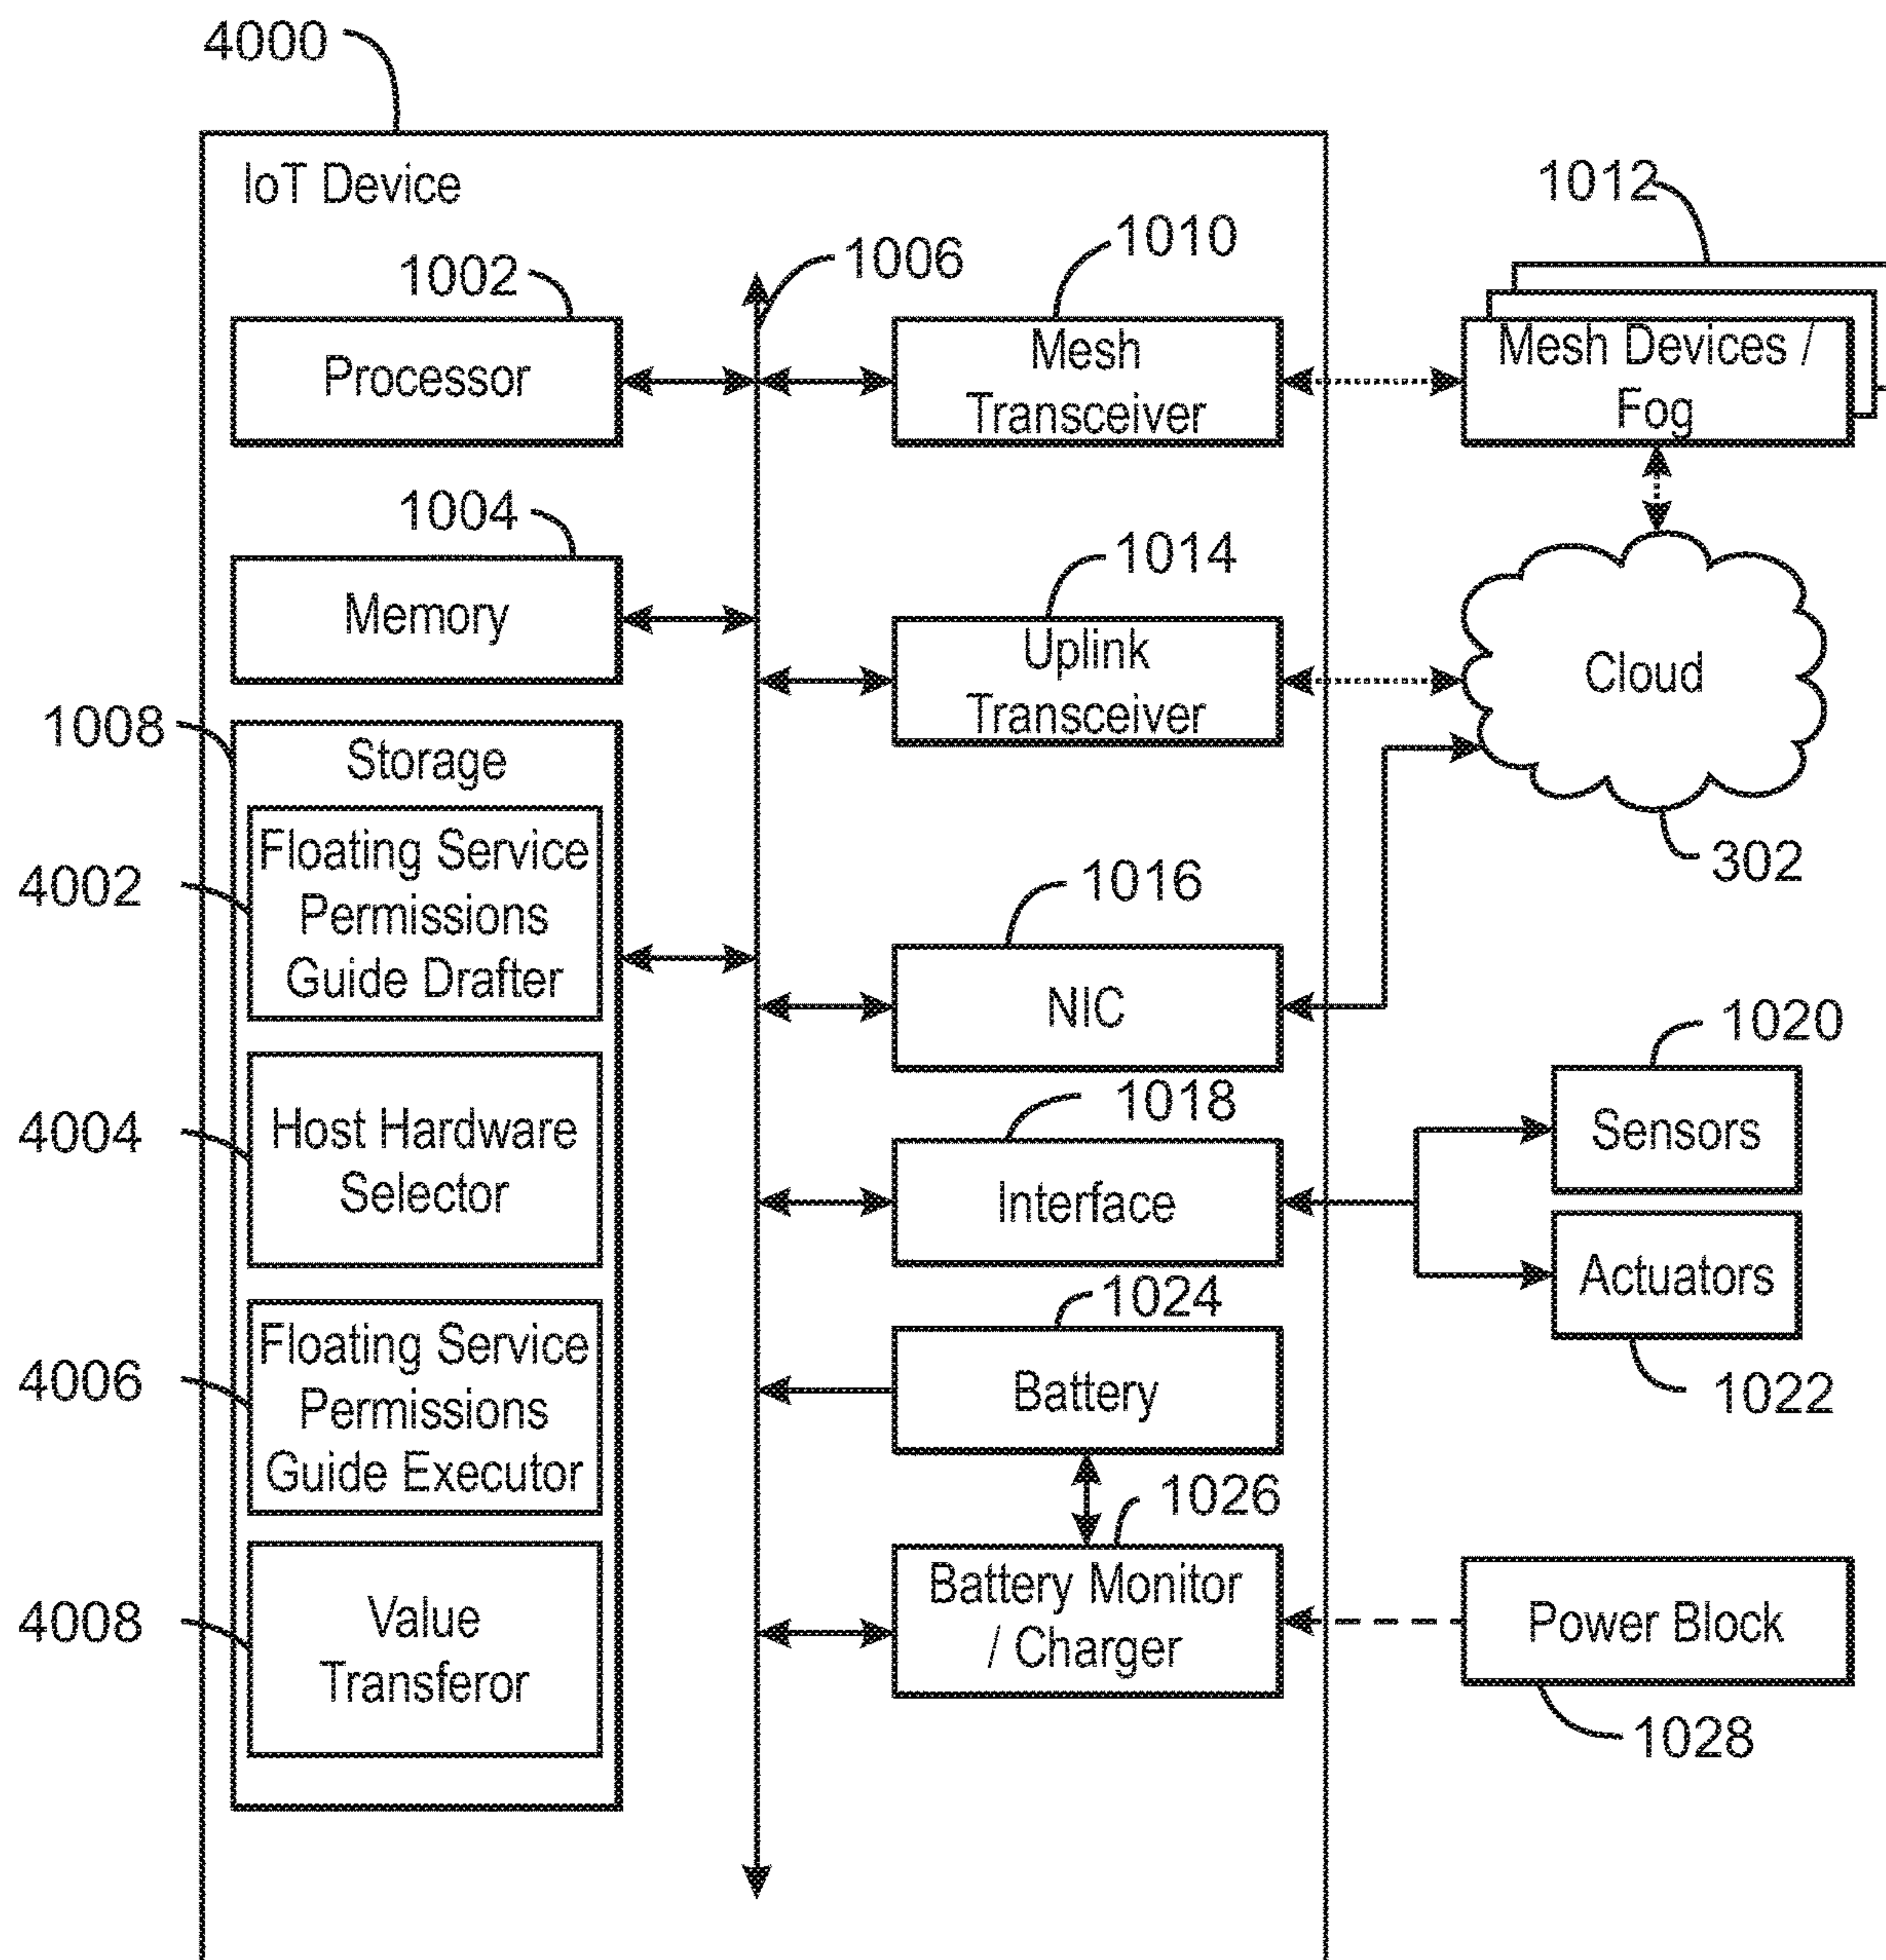 4000
IoT Device
1012
1010
1006
1002
Processor
Mesh
Transceiver
Mesh Devices /
Fog
1004
Memory
1014
Uplink
Transceiver
Cloud
302
1008
Storage
4002
Floating Service
Permissions
Guide Drafter
1016
NIC
4004
Host Hardware
Selector
1018
Interface
1020
Sensors
Actuators
1022
4006
Floating Service
Permissions
Guide Executor
1024
Battery
1026
Battery Monitor
/ Charger
4008
Value
Transferor
Power Block
1028